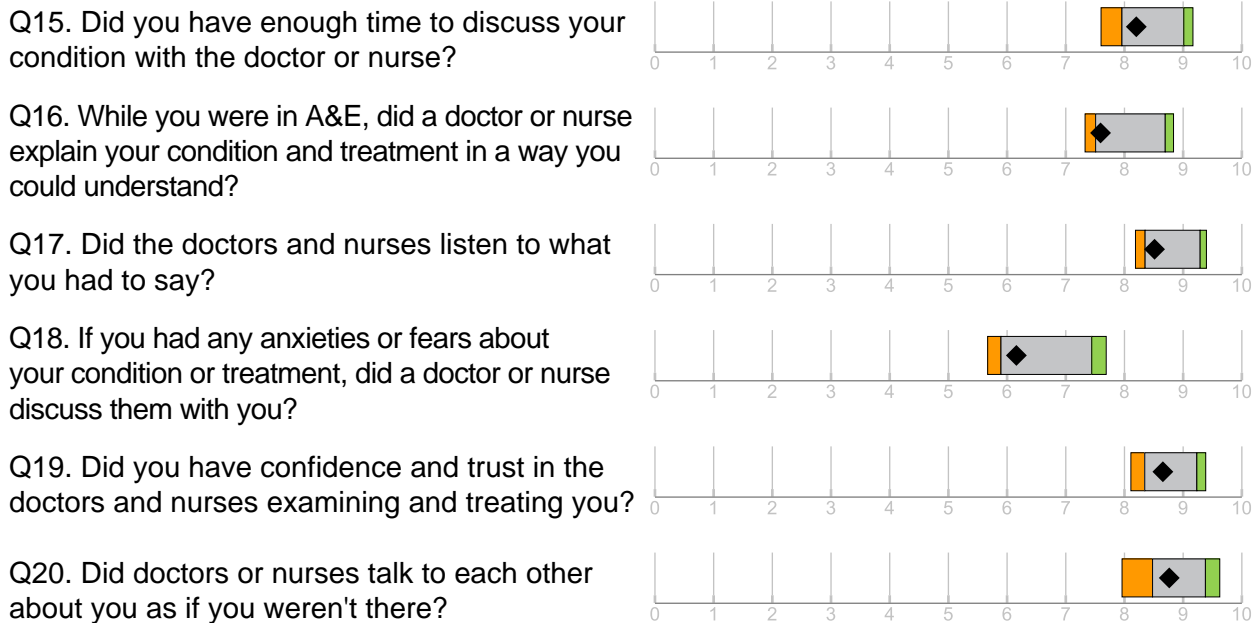 Q15. Did you have enough time to discuss your
condition with the doctor or nurse?
0 1 2 3 4 5 6 7 8 9 10
Q16. While you were in A&E, did a doctor or nurse
explain your condition and treatment in a way you
could understand?
0 1 2 3 4 5 6 7 8 9 10
Q17. Did the doctors and nurses listen to what
you had to say?
0 1 2 3 4 5 6 7 8 9 10
Q18. If you had any anxieties or fears about
your condition or treatment, did a doctor or nurse
discuss them with you?
0 1 2 3 4 5 6 7 8 9 10
Q19. Did you have confidence and trust in the
doctors and nurses examining and treating you?
0 1 2 3 4 5 6 7 8 9 10
Q20. Did doctors or nurses talk to each other
about you as if you weren't there?
0 1 2 3 4 5 6 7 8 9 10